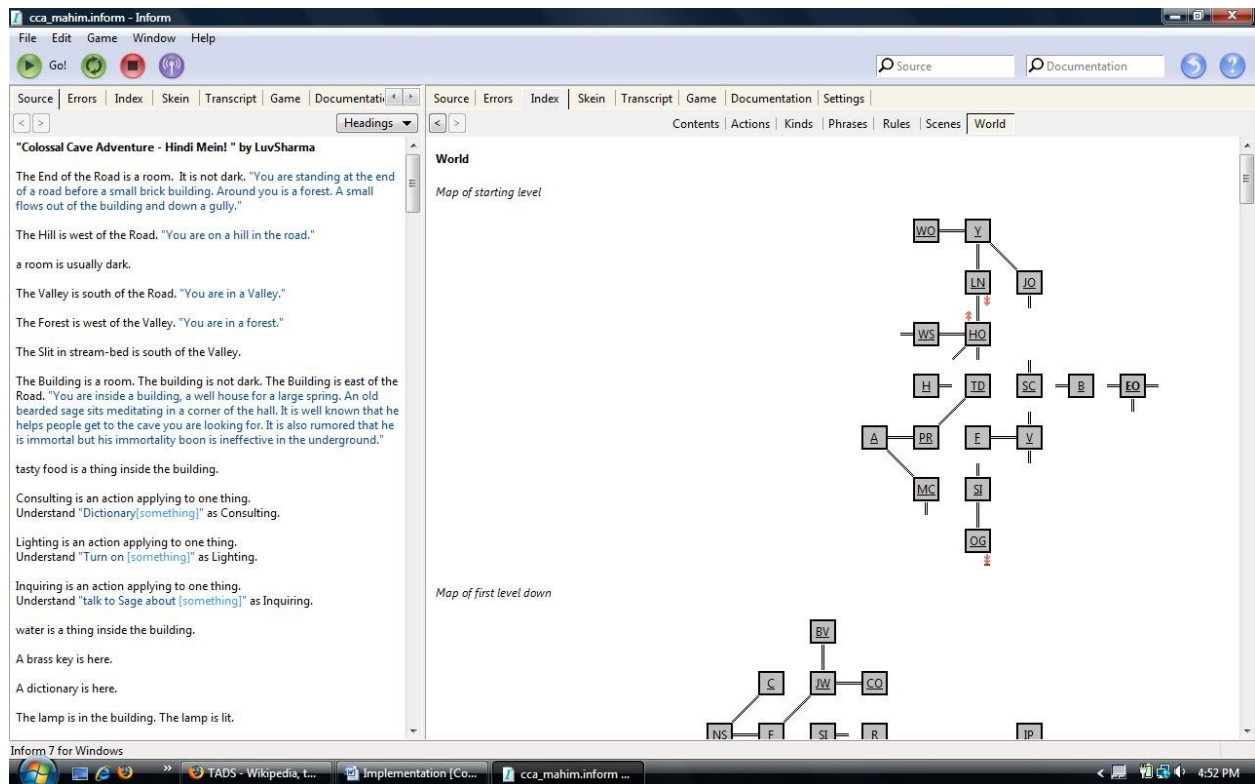 cca_mahim.inform - Inform
File Edit Game Window Help
Go!
Source Documentation
Source Errors Index Skein Transcript Game Documentati
Headings
"Colossal Cave Adventure - Hindi Mein! " by LuvSharma
The End of the Road is a room. It is not dark. "You are standing at the end
of a road before a small brick building. Around you is a forest. A small
flows out of the building and down a gully."
The Hill is west of the Road. "You are on a hill in the road."
a room is usually dark.
The Valley is south of the Road. "You are in a Valley."
The Forest is west of the Valley. "You are in a forest."
The Slit in stream-bed is south of the Valley.
The Building is a room. The building is not dark. The Building is east of the
Road. "You are inside a building, a well house for a large spring. An old
bearded sage sits meditating in a corner of the hall. It is well known that he
helps people get to the cave you are looking for. It is also rumored that he
is immortal but his immortality boon is ineffective in the underground."
tasty food is a thing inside the building.
Consulting is an action applying to one thing.
Understand "Dictionary[something]" as Consulting.
Lighting is an action applying to one thing.
Understand "Turn on [something]" as Lighting.
Inquiring is an action applying to one thing.
Understand "talk to Sage about [something]" as Inquiring.
water is a thing inside the building.
A brass key is here.
A dictionary is here.
The lamp is in the building. The lamp is lit.
Source Errors Index Skein Transcript Game Documentation Settings
Contents Actions Kinds Phrases Rules Scenes World
World
Map of starting level
WO Y
LN JO
WS HO
H TD SC B EO
A PR F V
MC SI
OG
Map of first level down
BV
C JW CO
NS F SI R IP
Inform 7 for Windows
TADS - Wikipedia, t... Implementation [Co... cca_mahim.inform ... 4:52 PM